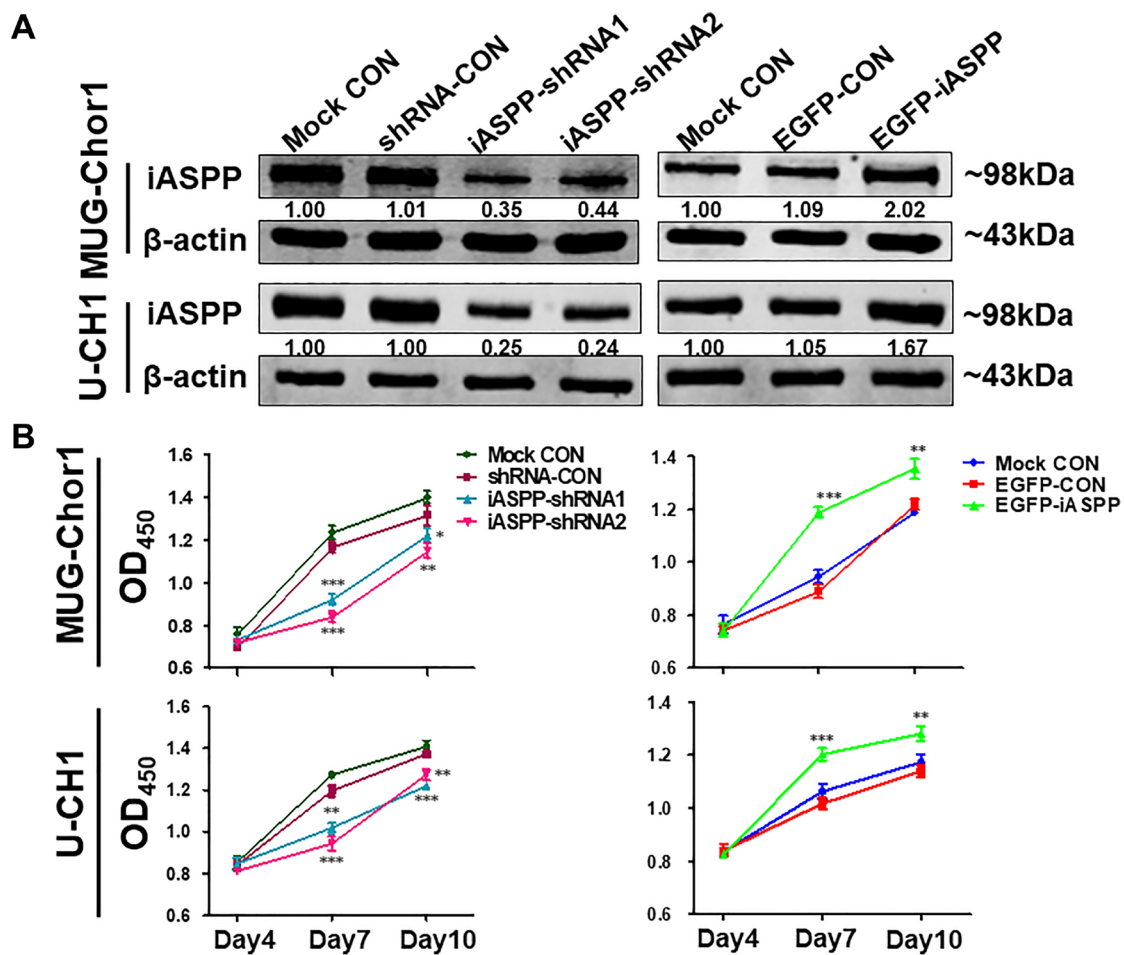 A
Mock CON shRNA-CON iASPP-shRNA1 iASPP-shRNA2 Mock CON EGFP-CON EGFP-iASPP
MUG-Chor1
iASPP ~98kDa
1.00 1.01 0.35 0.44 1.00 1.09 2.02
β-actin ~43kDa
U-CH1
iASPP ~98kDa
1.00 1.00 0.25 0.24 1.00 1.05 1.67
β-actin ~43kDa
B
MUG-Chor1
OD450
1.6
1.4
1.2
1.0
0.8
0.6
Mock CON
shRNA-CON
iASPP-shRNA1
iASPP-shRNA2
***
***
*
**
1.4
1.2
1.0
0.8
0.6
***
**
Mock CON
EGFP-CON
EGFP-iASPP
U-CH1
OD450
1.6
1.4
1.2
1.0
0.8
0.6
**
***
**
***
Day4 Day7 Day10
1.4
1.2
1.0
0.8
0.6
***
**
Day4 Day7 Day10